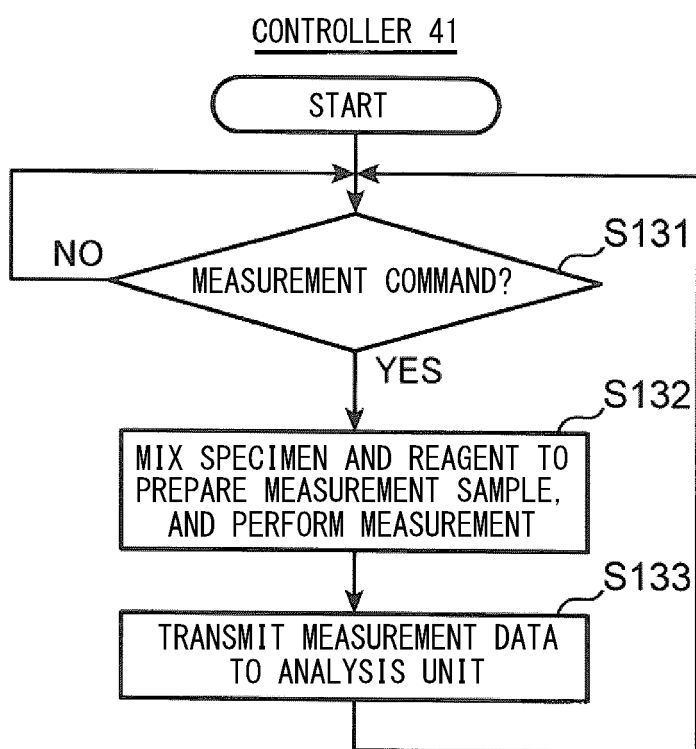 CONTROLLER 41
START
S131
NO
MEASUREMENT COMMAND?
YES
S132
MIX SPECIMEN AND REAGENT TO
PREPARE MEASUREMENT SAMPLE,
AND PERFORM MEASUREMENT
S133
TRANSMIT MEASUREMENT DATA
TO ANALYSIS UNIT